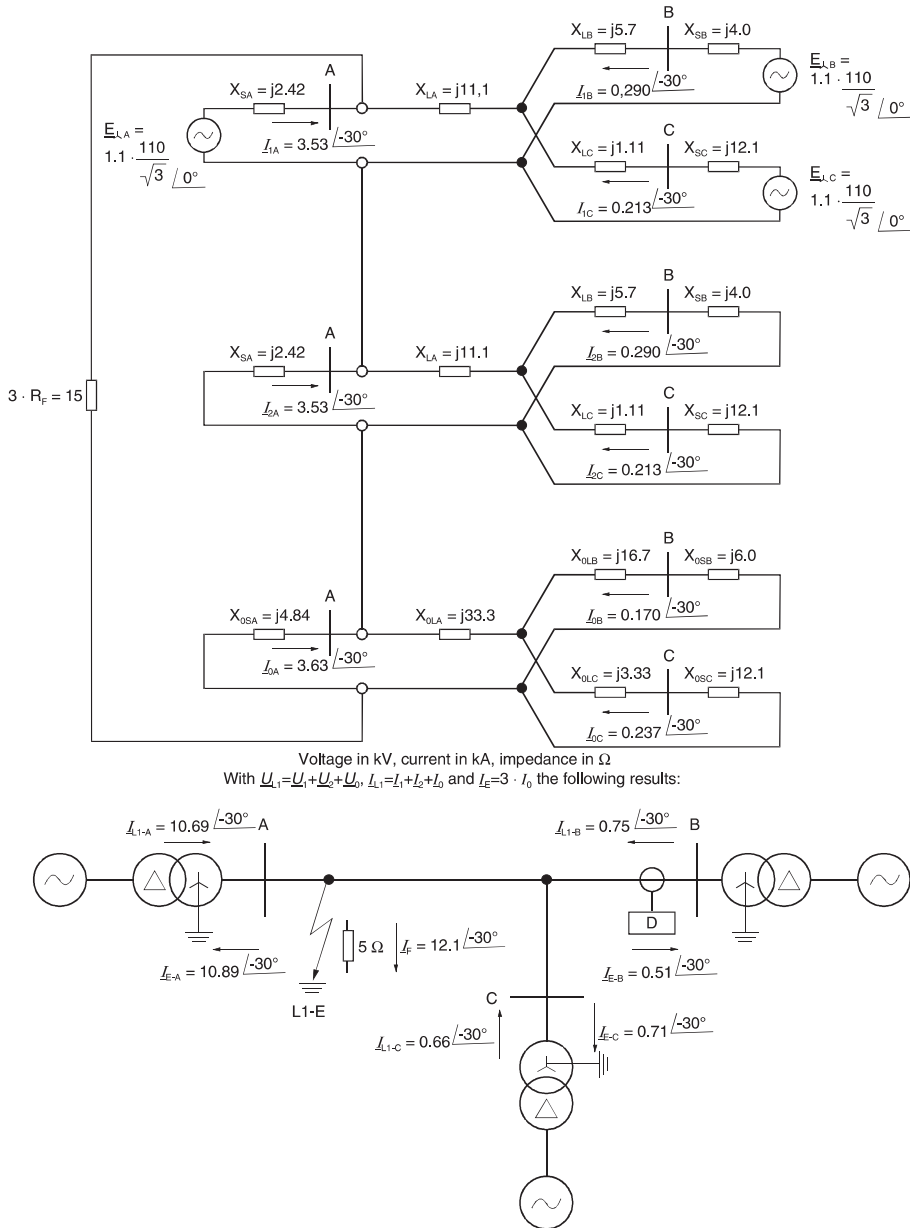 B
X_LB = j5.7
X_SB = j4.0
E_⅄B =
1.1 · 110/√3 /0°
I_1B = 0,290 /-30°
A
X_SA = j2.42
X_LA = j11,1
E_⅄A =
1.1 · 110/√3 /0°
I_1A = 3.53 /-30°
C
X_LC = j1.11
X_SC = j12.1
E_⅄C =
1.1 · 110/√3 /0°
I_1C = 0.213 /-30°
B
X_LB = j5.7
X_SB = j4.0
I_2B = 0.290 /-30°
A
X_SA = j2.42
X_LA = j11.1
I_2A = 3.53 /-30°
3 · R_F = 15
C
X_LC = j1.11
X_SC = j12.1
I_2C = 0.213 /-30°
B
X_0LB = j16.7
X_0SB = j6.0
I_0B = 0.170 /-30°
A
X_0SA = j4.84
X_0LA = j33.3
I_0A = 3.63 /-30°
C
X_0LC = j3.33
X_0SC = j12.1
I_0C = 0.237 /-30°
Voltage in kV, current in kA, impedance in Ω
With U_L1=U_1+U_2+U_0, I_L1=I_1+I_2+I_0 and I_E=3 · I_0 the following results:
I_L1-A = 10.69 /-30°
A
I_L1-B = 0.75 /-30°
B
D
5 Ω
I_F = 12.1 /-30°
I_E-A = 10.89 /-30°
I_E-B = 0.51 /-30°
L1-E
C
I_L1-C = 0.66 /-30°
I_E-C = 0.71 /-30°